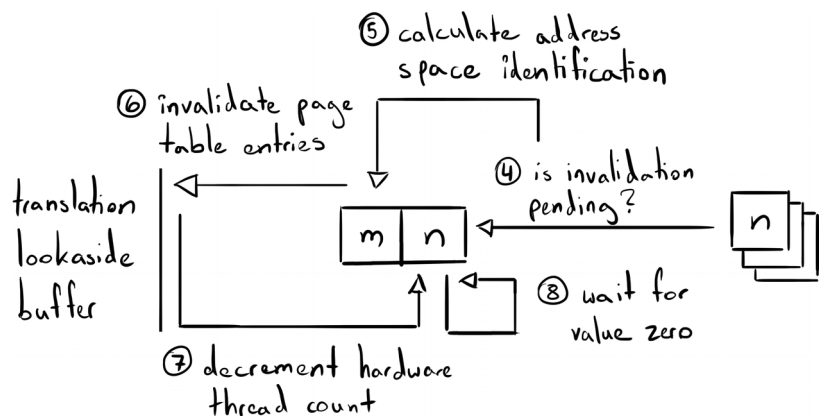 ⑤ calculate address
space identification
⑥ invalidate page
table entries
④ is invalidation
pending?
translation
lookaside
buffer
m n
n
⑧ wait for
value zero
⑦ decrement hardware
thread count